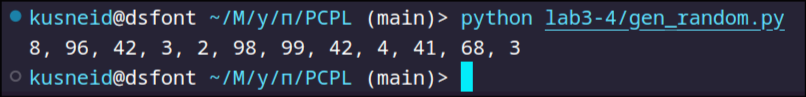 kusneid@dsfont ~/M/y/п/PCPL (main)> python lab3-4/gen_random.py
8, 96, 42, 3, 2, 98, 99, 42, 4, 41, 68, 3
kusneid@dsfont ~/M/y/п/PCPL (main)>